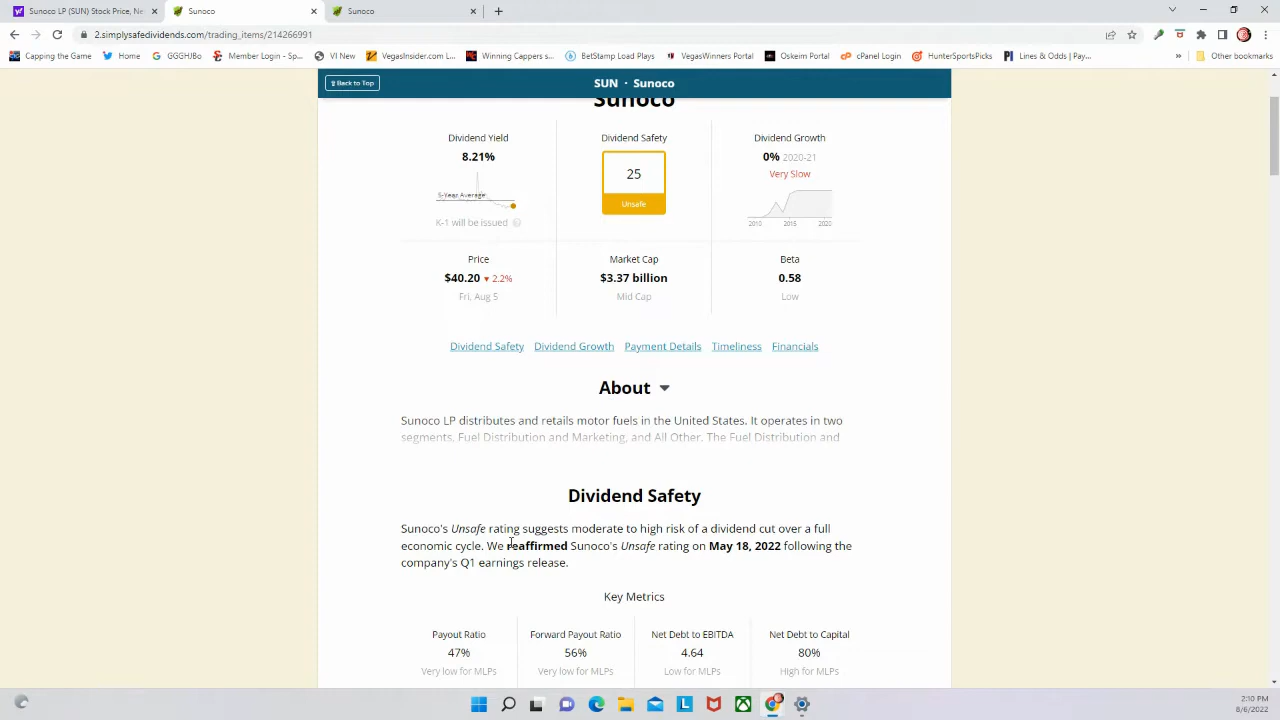 Sunoco LP (SUN) Stock Price, Ne
Sunoco
Sunoco
2.simplysafedividends.com/trading_items/214266991
Capping the Game
Home
GGGHJBo
Member Login - Sp...
VI New
VegasInsider.com L...
Winning Cappers s...
BetStamp Load Plays
VegasWinners Portal
Oskeim Portal
cPanel Login
HunterSportsPicks
Lines & Odds | Pay...
Other bookmarks
Back to Top
SUN · Sunoco
Sunoco
Dividend Yield
8.21%
5-Year Average
K-1 will be issued
Dividend Safety
25
Unsafe
Dividend Growth
0% 2020-21
Very Slow
2010 2015 2020
Price
$40.20 ▾ 2.2%
Fri, Aug 5
Market Cap
$3.37 billion
Mid Cap
Beta
0.58
Low
Dividend Safety Dividend Growth Payment Details Timeliness Financials
About
Sunoco LP distributes and retails motor fuels in the United States. It operates in two
segments, Fuel Distribution and Marketing, and All Other. The Fuel Distribution and
Dividend Safety
Sunoco's Unsafe rating suggests moderate to high risk of a dividend cut over a full
economic cycle. We reaffirmed Sunoco's Unsafe rating on May 18, 2022 following the
company's Q1 earnings release.
Key Metrics
Payout Ratio
47%
Very low for MLPs
Forward Payout Ratio
56%
Very low for MLPs
Net Debt to EBITDA
4.64
Low for MLPs
Net Debt to Capital
80%
High for MLPs
2:10 PM
8/6/2022